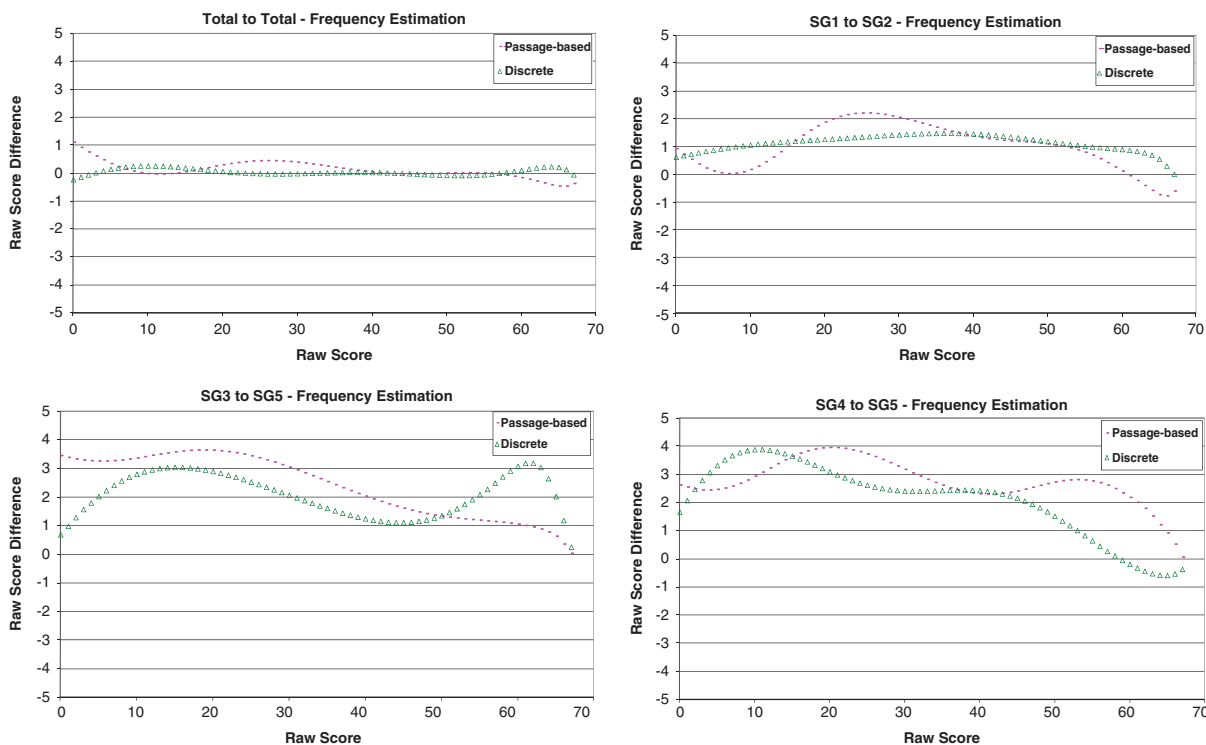 Total to Total - Frequency Estimation
Passage-based
Discrete
Raw Score Difference
5
4
3
2
1
0
-1
-2
-3
-4
-5
0 10 20 30 40 50 60 70
Raw Score
SG1 to SG2 - Frequency Estimation
Passage-based
Discrete
Raw Score Difference
5
4
3
2
1
0
-1
-2
-3
-4
-5
0 10 20 30 40 50 60 70
Raw Score
SG3 to SG5 - Frequency Estimation
Passage-based
Discrete
Raw Score Difference
5
4
3
2
1
0
-1
-2
-3
-4
-5
0 10 20 30 40 50 60 70
Raw Score
SG4 to SG5 - Frequency Estimation
Passage-based
Discrete
Raw Score Difference
5
4
3
2
1
0
-1
-2
-3
-4
-5
0 10 20 30 40 50 60 70
Raw Score